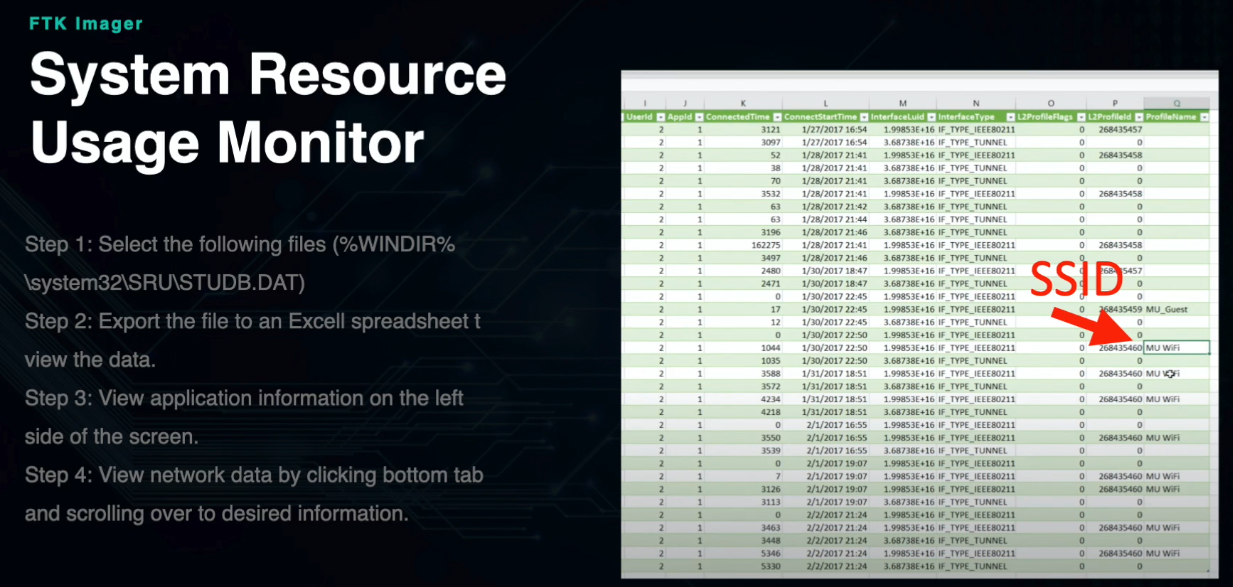 FTK Imager
System Resource
Usage Monitor
Step 1: Select the following files (%WINDIR%
\system32\SRU\STUDB.DAT)
Step 2: Export the file to an Excell spreadsheet t
view the data.
Step 3: View application information on the left
side of the screen.
Step 4: View network data by clicking bottom tab
and scrolling over to desired information.
I J K L M N O P Q
UserId AppId ConnectedTime ConnectStartTime InterfaceLuid InterfaceType L2ProfileFlags L2ProfileId ProfileName
2 1 3121 1/27/2017 16:54 1.99853E+16 IF_TYPE_IEEE80211 0 268435457
2 1 3097 1/27/2017 16:54 3.68738E+16 IF_TYPE_TUNNEL 0 0
2 1 52 1/28/2017 21:41 1.99853E+16 IF_TYPE_IEEE80211 0 268435458
2 1 38 1/28/2017 21:41 3.68738E+16 IF_TYPE_TUNNEL 0 0
2 1 70 1/28/2017 21:41 3.68738E+16 IF_TYPE_TUNNEL 0 0
2 1 3532 1/28/2017 21:41 1.99853E+16 IF_TYPE_IEEE80211 0 268435458
2 1 63 1/28/2017 21:42 3.68738E+16 IF_TYPE_TUNNEL 0 0
2 1 63 1/28/2017 21:44 3.68738E+16 IF_TYPE_TUNNEL 0 0
2 1 3196 1/28/2017 21:46 3.68738E+16 IF_TYPE_TUNNEL 0 0
2 1 162275 1/28/2017 21:41 1.99853E+16 IF_TYPE_IEEE80211 0 268435458
2 1 3497 1/28/2017 21:46 3.68738E+16 IF_TYPE_TUNNEL 0 0
2 1 2480 1/30/2017 18:47 1.99853E+16 IF_TYPE_IEEE80211 0 268435457
SSID
2 1 2471 1/30/2017 18:47 3.68738E+16 IF_TYPE_TUNNEL 0 0
2 1 0 1/30/2017 22:45 1.99853E+16 IF_TYPE_IEEE80211 0 0
2 1 17 1/30/2017 22:45 1.99853E+16 IF_TYPE_IEEE80211 0 268435459 MU_Guest
2 1 12 1/30/2017 22:45 3.68738E+16 IF_TYPE_TUNNEL 0 0
2 1 0 1/30/2017 22:50 1.99853E+16 IF_TYPE_IEEE80211 0 0
2 1 1044 1/30/2017 22:50 1.99853E+16 IF_TYPE_IEEE80211 0 268435460 MU WiFi
2 1 1035 1/30/2017 22:50 3.68738E+16 IF_TYPE_TUNNEL 0 0
2 1 3588 1/31/2017 18:51 1.99853E+16 IF_TYPE_IEEE80211 0 268435460 MU WiFi
2 1 3572 1/31/2017 18:51 3.68738E+16 IF_TYPE_TUNNEL 0 0
2 1 4234 1/31/2017 18:51 1.99853E+16 IF_TYPE_IEEE80211 0 268435460 MU WiFi
2 1 4218 1/31/2017 18:51 3.68738E+16 IF_TYPE_TUNNEL 0 0
2 1 0 2/1/2017 16:55 1.99853E+16 IF_TYPE_IEEE80211 0 0
2 1 3550 2/1/2017 16:55 1.99853E+16 IF_TYPE_IEEE80211 0 268435460 MU WiFi
2 1 3539 2/1/2017 16:55 3.68738E+16 IF_TYPE_TUNNEL 0 0
2 1 0 2/1/2017 19:07 1.99853E+16 IF_TYPE_IEEE80211 0 0
2 1 7 2/1/2017 19:07 1.99853E+16 IF_TYPE_IEEE80211 0 268435460 MU WiFi
2 1 3126 2/1/2017 19:07 1.99853E+16 IF_TYPE_IEEE80211 0 268435460 MU WiFi
2 1 3113 2/1/2017 19:07 3.68738E+16 IF_TYPE_TUNNEL 0 0
2 1 0 2/2/2017 21:24 1.99853E+16 IF_TYPE_IEEE80211 0 0
2 1 3463 2/2/2017 21:24 1.99853E+16 IF_TYPE_IEEE80211 0 268435460 MU WiFi
2 1 3448 2/2/2017 21:24 3.68738E+16 IF_TYPE_TUNNEL 0 0
2 1 5346 2/2/2017 21:24 1.99853E+16 IF_TYPE_IEEE80211 0 268435460 MU WiFi
2 1 5330 2/2/2017 21:24 3.68738E+16 IF_TYPE_TUNNEL 0 0